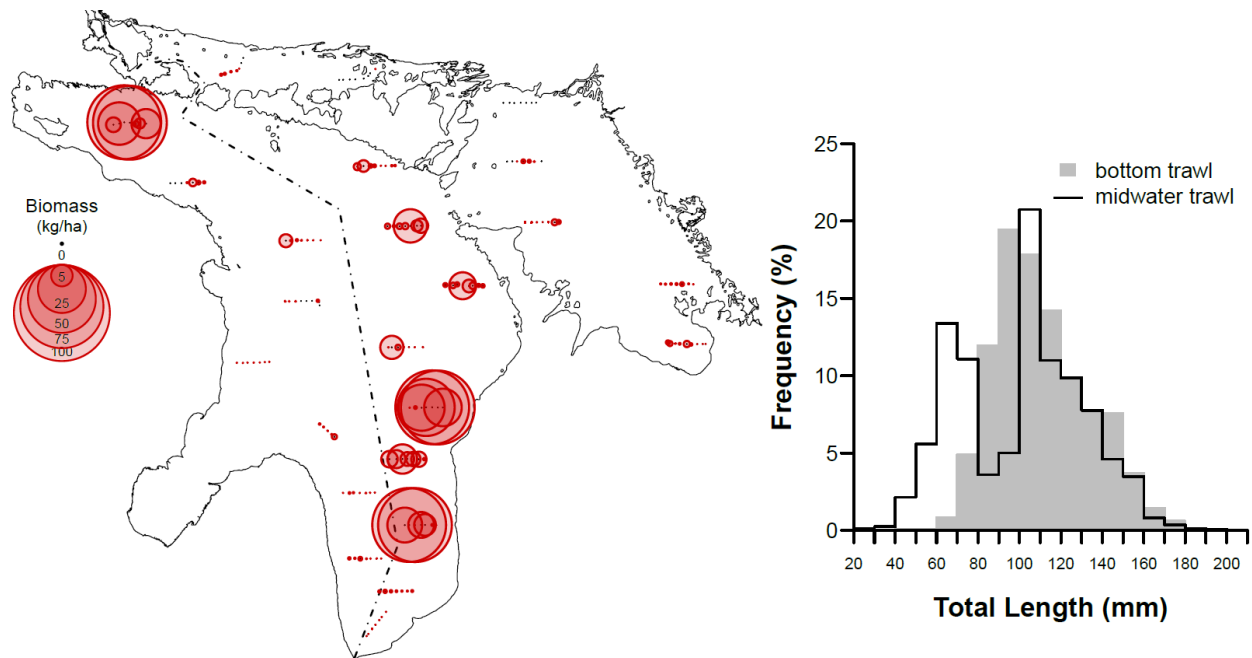 Biomass
(kg/ha)
0
5
25
50
75
100
25
20
15
10
5
0
Frequency (%)
bottom trawl
midwater trawl
20 40 60 80 100 120 140 160 180 200
Total Length (mm)